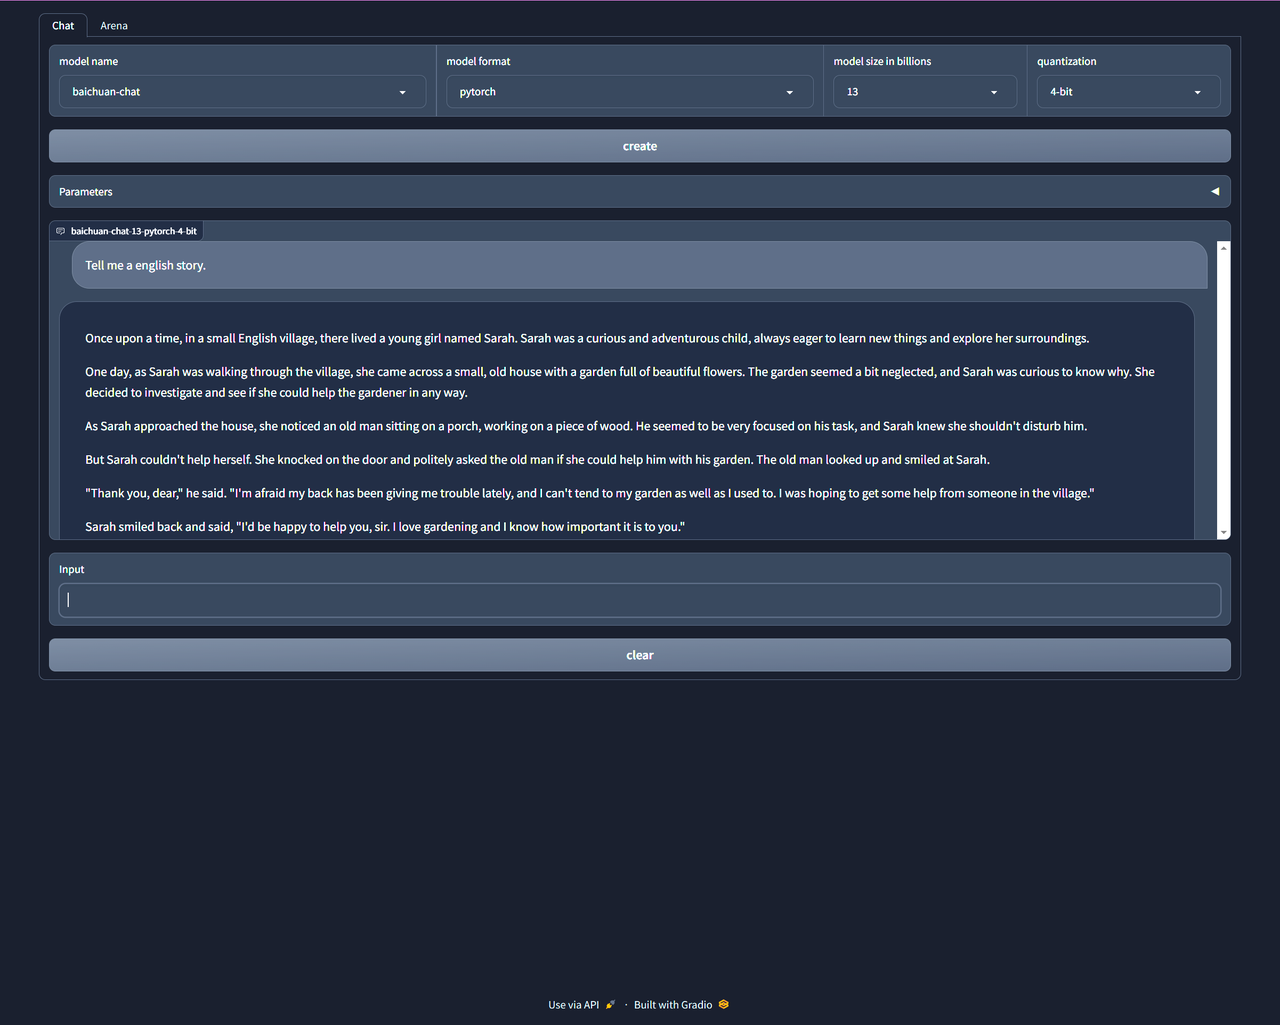 Chat
Arena
model name
model format
model size in billions
quantization
baichuan-chat
pytorch
13
4-bit
create
Parameters
baichuan-chat-13-pytorch-4-bit
Tell me a english story.
Once upon a time, in a small English village, there lived a young girl named Sarah. Sarah was a curious and adventurous child, always eager to learn new things and explore her surroundings.
One day, as Sarah was walking through the village, she came across a small, old house with a garden full of beautiful flowers. The garden seemed a bit neglected, and Sarah was curious to know why. She
decided to investigate and see if she could help the gardener in any way.
As Sarah approached the house, she noticed an old man sitting on a porch, working on a piece of wood. He seemed to be very focused on his task, and Sarah knew she shouldn't disturb him.
But Sarah couldn't help herself. She knocked on the door and politely asked the old man if she could help him with his garden. The old man looked up and smiled at Sarah.
"Thank you, dear," he said. "I'm afraid my back has been giving me trouble lately, and I can't tend to my garden as well as I used to. I was hoping to get some help from someone in the village."
Sarah smiled back and said, "I'd be happy to help you, sir. I love gardening and I know how important it is to you."
Input
clear
Use via API · Built with Gradio